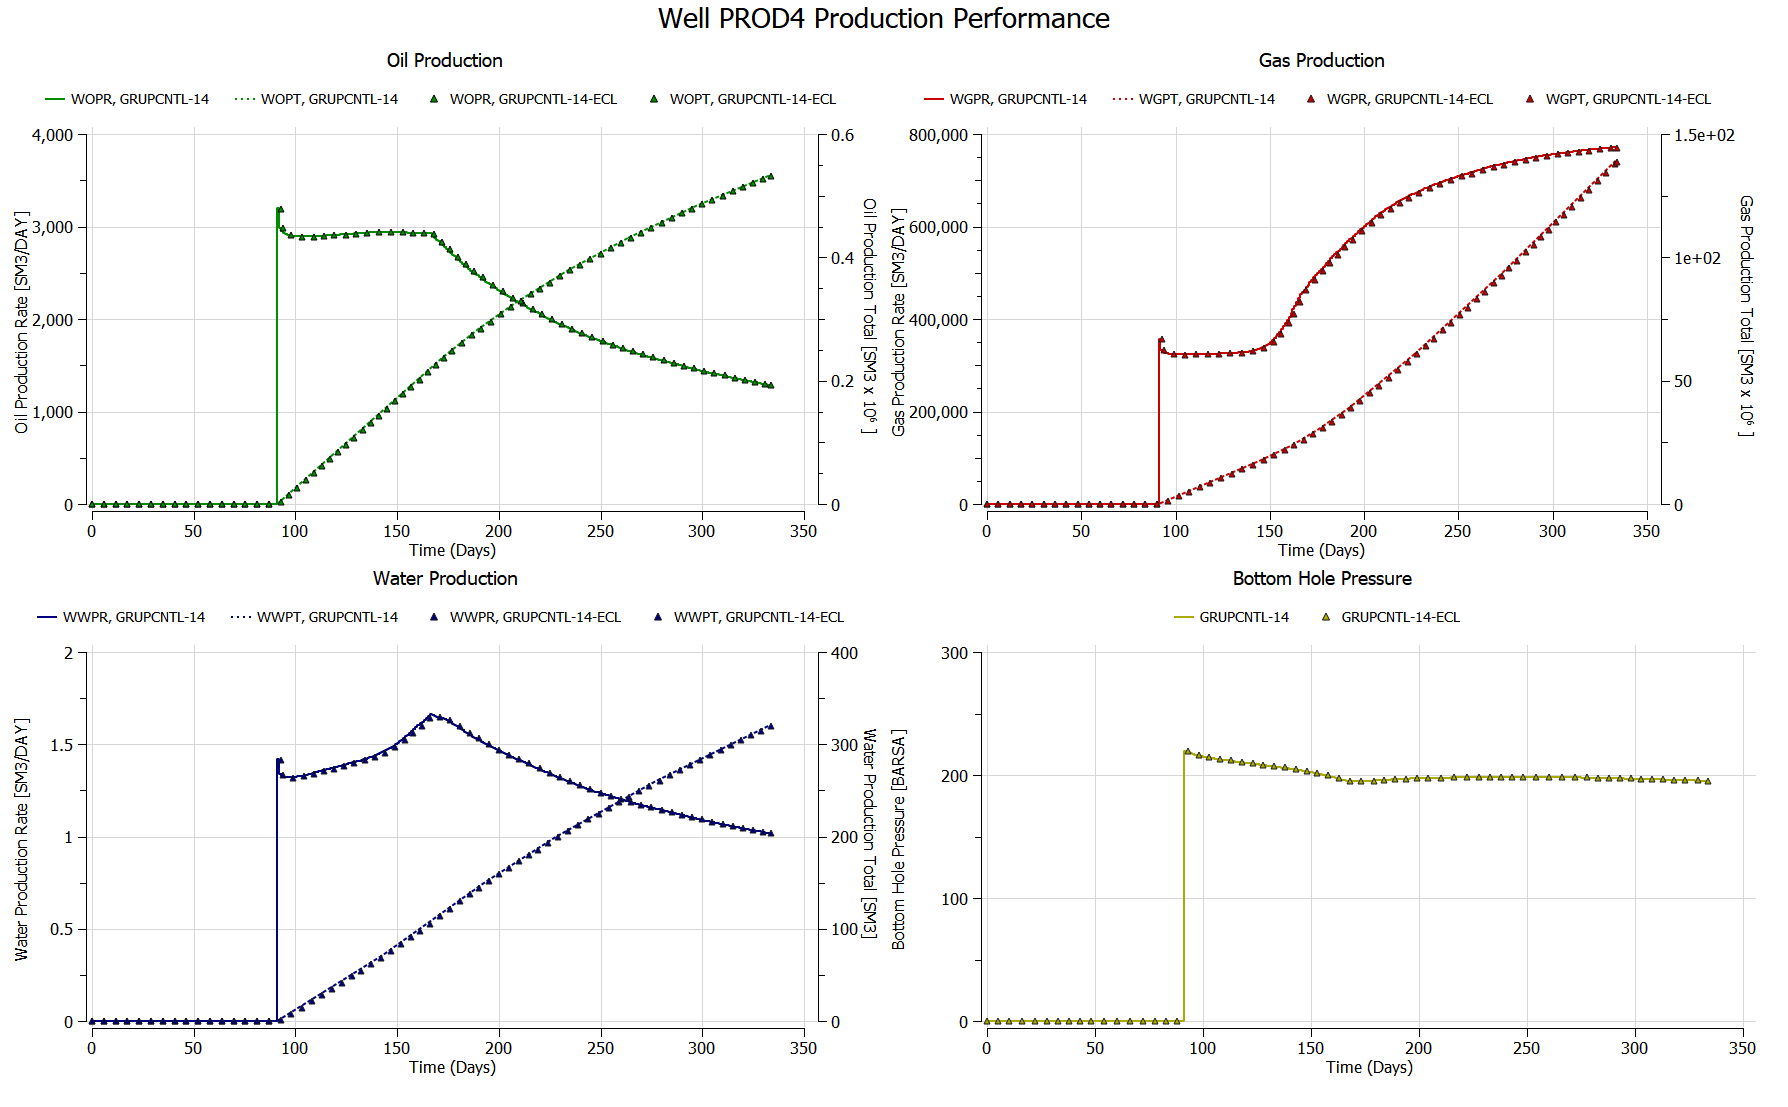 Well PROD4 Production Performance
Oil Production
WOPR, GRUPCNTL-14 WOPT, GRUPCNTL-14 WOPR, GRUPCNTL-14-ECL WOPT, GRUPCNTL-14-ECL
4,000
3,000
2,000
1,000
0
Oil Production Rate [SM3/DAY]
0.6
0.4
0.2
0
Oil Production Total [SM3 x 10⁶ ]
0 50 100 150 200 250 300 350
Time (Days)
Gas Production
WGPR, GRUPCNTL-14 WGPT, GRUPCNTL-14 WGPR, GRUPCNTL-14-ECL WGPT, GRUPCNTL-14-ECL
800,000
600,000
400,000
200,000
0
Gas Production Rate [SM3/DAY]
1.5e+02
1e+02
50
0
Gas Production Total [SM3 x 10⁶ ]
0 50 100 150 200 250 300 350
Time (Days)
Water Production
WWPR, GRUPCNTL-14 WWPT, GRUPCNTL-14 WWPR, GRUPCNTL-14-ECL WWPT, GRUPCNTL-14-ECL
2
1.5
1
0.5
0
Water Production Rate [SM3/DAY]
400
300
200
100
0
Water Production Total [SM3]
0 50 100 150 200 250 300 350
Time (Days)
Bottom Hole Pressure
GRUPCNTL-14 GRUPCNTL-14-ECL
300
200
100
0
Bottom Hole Pressure [BARSA]
0 50 100 150 200 250 300 350
Time (Days)